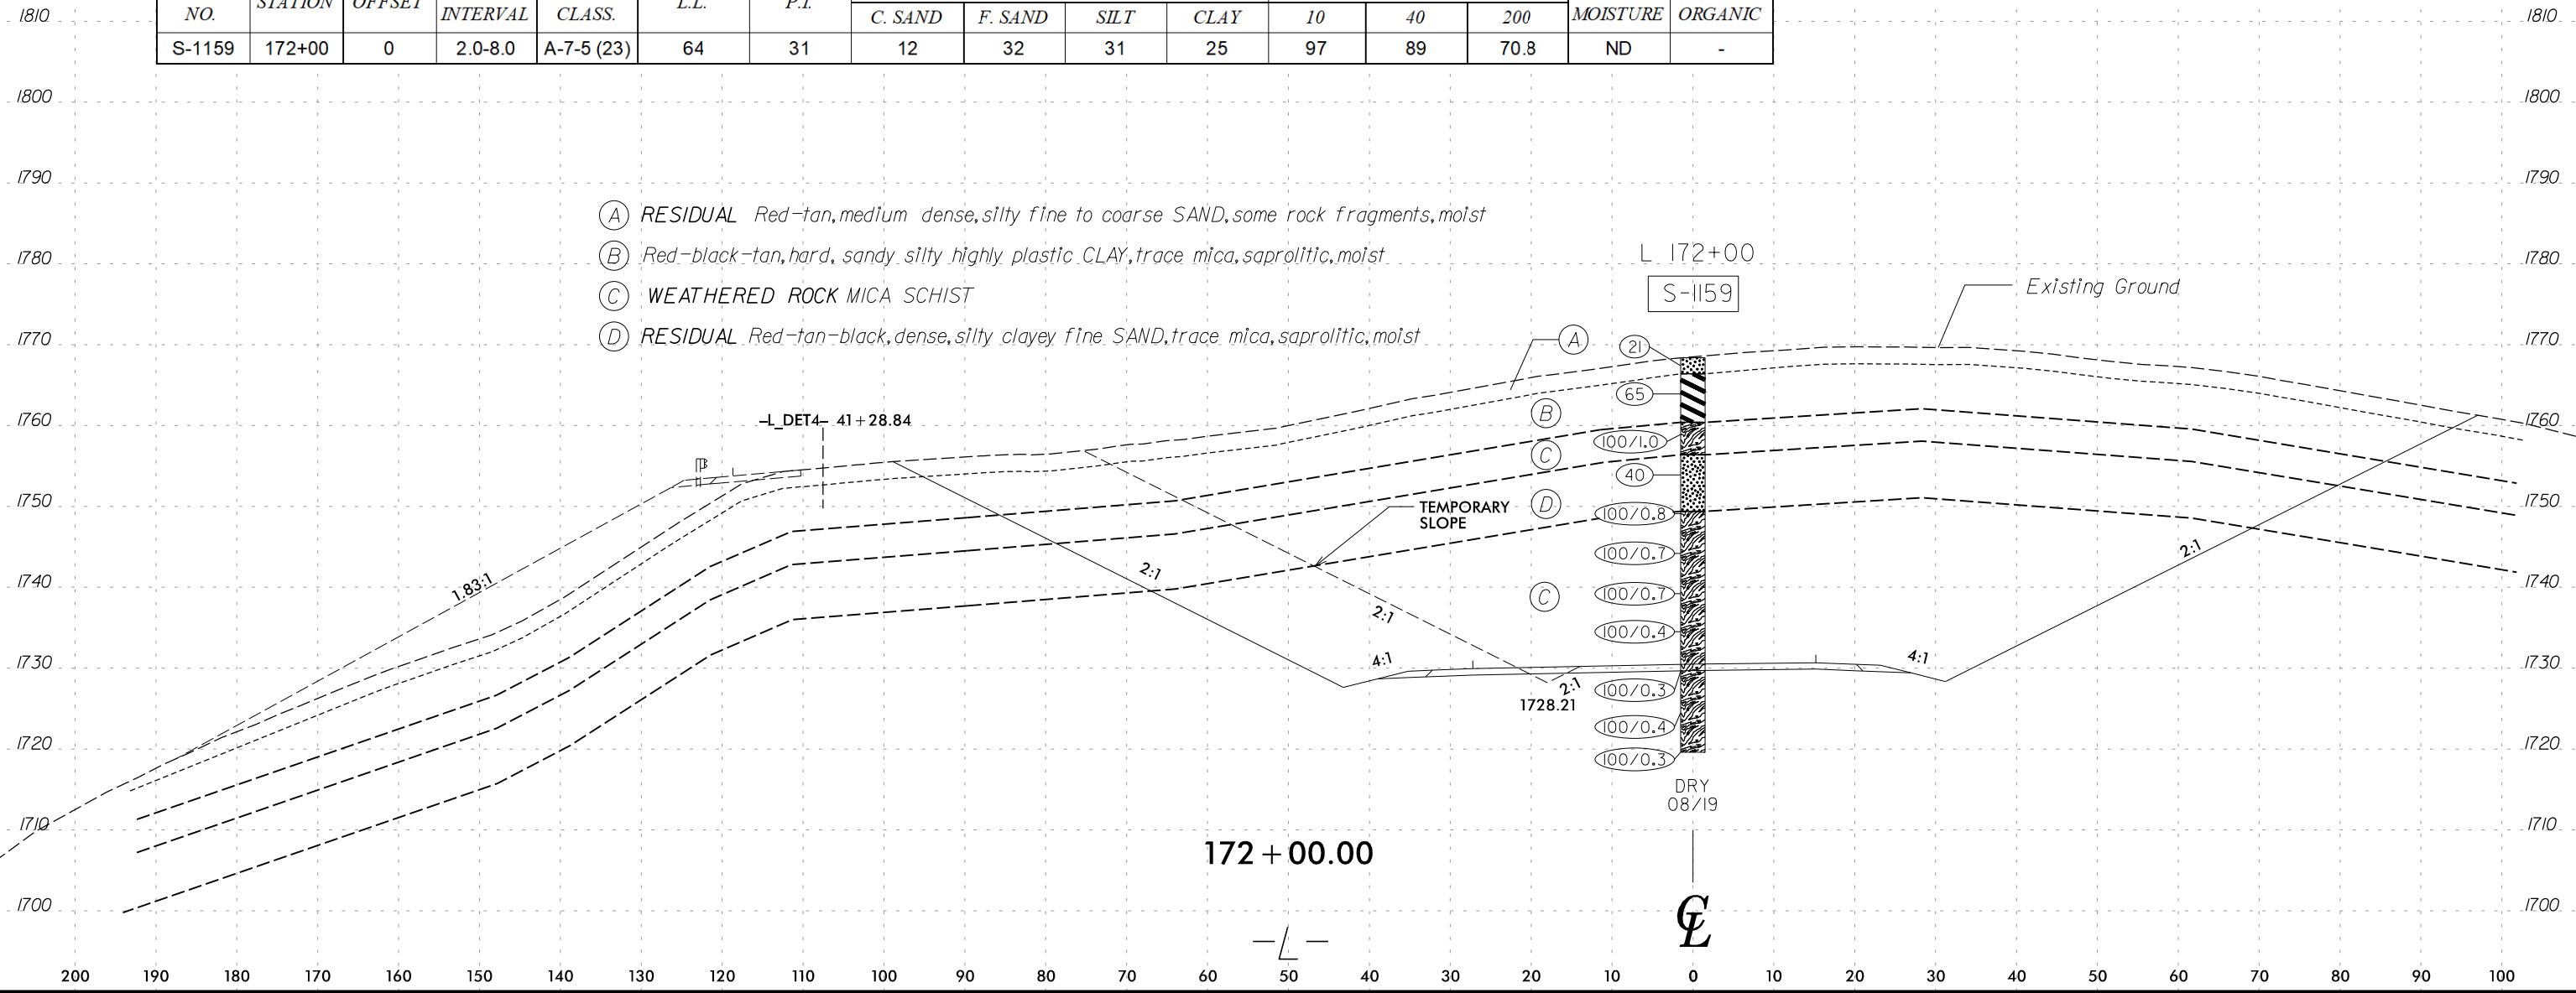 1810 NO. STATION OFFSET INTERVAL CLASS. L.L. P.I. C. SAND F. SAND SILT CLAY 10 40 200 MOISTURE ORGANIC 1810
S-1159 172+00 0 2.0-8.0 A-7-5 (23) 64 31 12 32 31 25 97 89 70.8 ND -
1800 1800
1790 1790
(A) RESIDUAL Red-tan, medium dense, silty fine to coarse SAND, some rock fragments, moist
(B) Red-black-tan, hard, sandy silty highly plastic CLAY, trace mica, saprolitic, moist
L 172+00
1780 1780
(C) WEATHERED ROCK MICA SCHIST
S-1159
Existing Ground
(D) RESIDUAL Red-tan-black, dense, silty clayey fine SAND, trace mica, saprolitic, moist
1770 A 21 1770
65
B
1760 -L_DET4- 41+28.84 1760
100/1.0
C
40
1750 TEMPORARY SLOPE D 1750
100/0.8
100/0.7
2:1
2:1
1740 1.83:1 1740
100/0.7
C
2:1
100/0.4
1730 4:1 4:1 1730
2:1
100/0.3
1728.21
100/0.4
1720 1720
100/0.3
DRY
08/19
1710 1710
172+00.00
1700 1700
CL
-L-
200 190 180 170 160 150 140 130 120 110 100 90 80 70 60 50 40 30 20 10 0 10 20 30 40 50 60 70 80 90 100